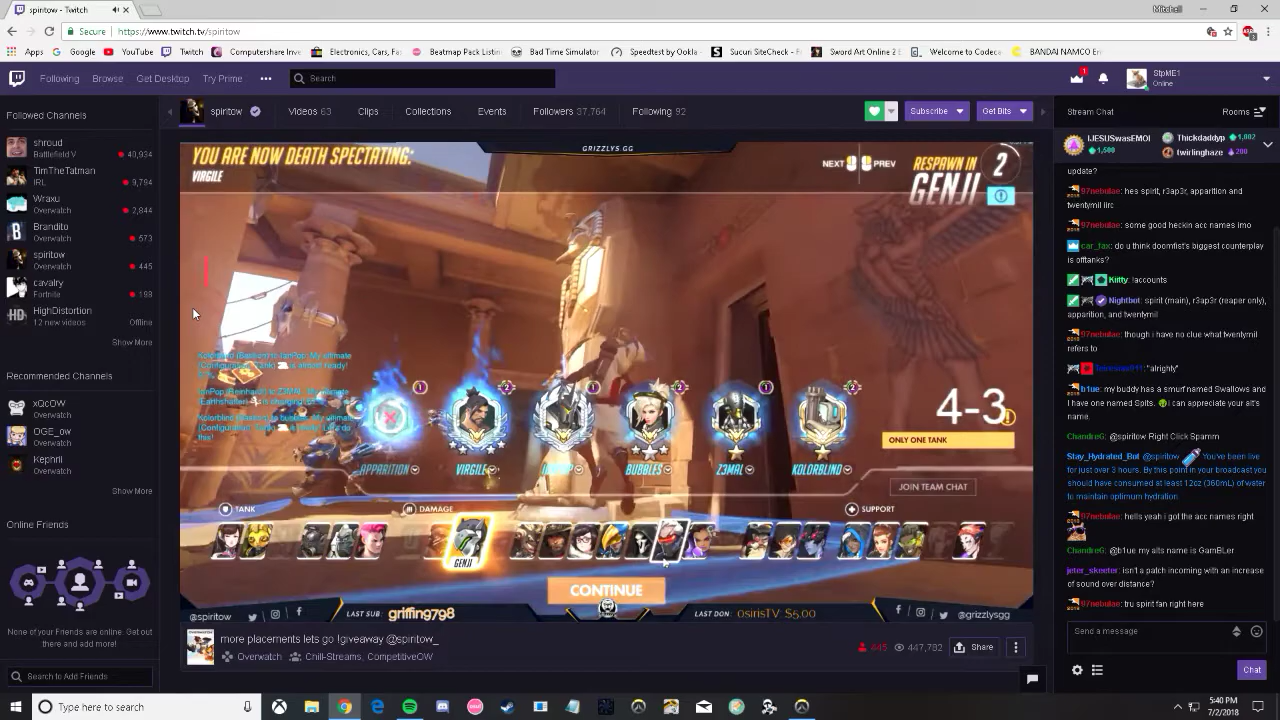 spiritow - Twitch
Mitchell
Secure
https://www.twitch.tv/spiritow
Apps
Google
YouTube
Twitch
Computershare Inve
Electronics, Cars, Fa
Beatmap Pack Listin
Bad Time Simulator
Speedtest by Ookla
Sucuri SiteCheck - F
Sword Art Online 2 E
Welcome to Codeca
BANDAI NAMCO En
Following
Browse
Get Desktop
Try Prime
Search
1
StpME1
Online
Followed Channels
shroud
Battlefield V
40,934
TimTheTatman
IRL
9,794
Wraxu
Overwatch
2,844
Brandito
Overwatch
573
spiritow
Overwatch
445
cavalry
Fortnite
198
HighDistortion
12 new videos
Offline
Show More
Recommended Channels
xQcOW
Overwatch
OGE_ow
Overwatch
Kephrii
Overwatch
Show More
Online Friends
None of your Friends are online: Get out
there and add more!
Search to Add Friends
spiritow
Videos 63
Clips
Collections
Events
Followers 37,764
Following 92
Subscribe
Get Bits
GRIZZLYS GG
YOU ARE NOW DEATH SPECTATING:
VIRGILE
NEXT
PREV
RESPAWN IN
GENJI
2
APPARITION
VIRGILE
BUBBLES
Z3MAL
KOLORBLIND
4-3
ONLY ONE TANK
JOIN TEAM CHAT
TANK
DAMAGE
SUPPORT
GENJI
CONTINUE
@spiritow
LAST SUB: griffin9798
LAST DON: OsirisTV: $5.00
@grizzlysgg
more placements lets go !giveaway @spiritow_
Overwatch
Chill-Streams, CompetitiveOW
445
447,782
Share
Stream Chat
Rooms
IJESUSwasEMOI
1,500
Thickdaddyp
1,002
twirlinghaze
200
update?
97nebulae: hes spirit, r3ap3r, apparition and
twentymil iirc
97nebulae: some good heckin acc names imo
car_fax: do u think doomfist's biggest counterplay
is offtanks?
Kiitty: !accounts
Nightbot: spirit (main), r3ap3r (reaper only),
apparition, and twentymil
97nebulae: though i have no clue what twentymil
refers to
"alrighty"
b1ue: my buddy has a smurf named Swallows and
I have one named Spits. can appreciate your alt's
name.
ChandreG: @spiritow Right Click Spamm
Stay_Hydrated_Bot @spiritow You've been live
for just over 3 hours. By this point in your broadcast you
should have consumed at least 12oz (360mL) of water
to maintain optimum hydration.
97nebulae: hells yeah i got the acc names right
ChandreG: @b1ue my alts name is GamBLer
jeter_skeeter: isn't a patch incoming with an increase
of sound over distance?
97nebulae: tru spirit fan right here
Send a message
Chat
Type here to search
5:40 PM
7/2/2018